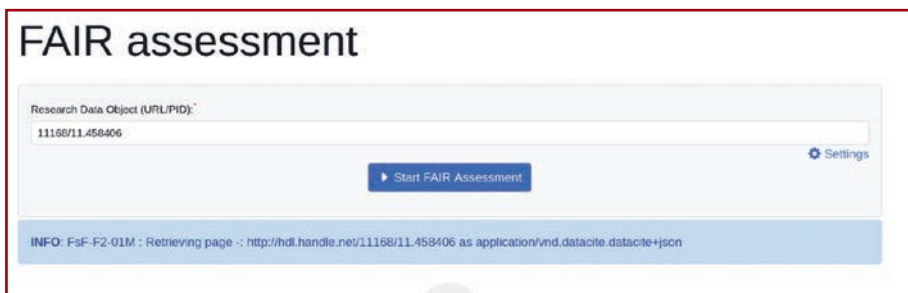 FAIR assessment
Research Data Object (URL/PID):*
11168/11.458406
Settings
Start FAIR Assessment
INFO: FsF-F2-01M : Retrieving page -: http://hdl.handle.net/11168/11.458406 as application/vnd.datacite.datacite+json